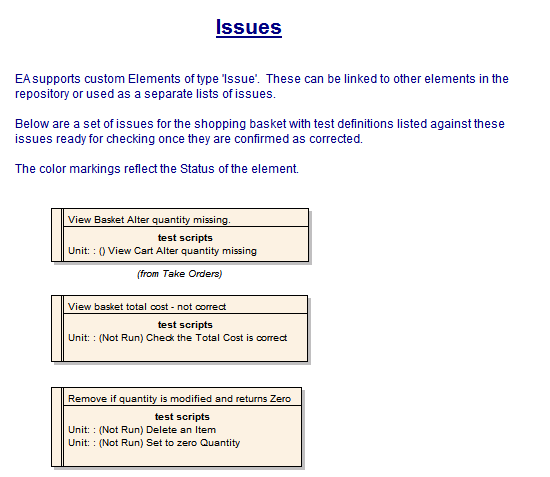 Issues
EA supports custom Elements of type 'Issue'.  These can be linked to other elements in the
repository or used as a separate lists of issues.
Below are a set of issues for the shopping basket with test definitions listed against these
issues ready for checking once they are confirmed as corrected.
The color markings reflect the Status of the element.
View Basket Alter quantity missing.
test scripts
Unit: : () View Cart Alter quantity missing
(from Take Orders)
View basket total cost - not correct
test scripts
Unit: : (Not Run) Check the Total Cost is correct
Remove if quantity is modified and returns Zero
test scripts
Unit: : (Not Run) Delete an Item
Unit: : (Not Run) Set to zero Quantity